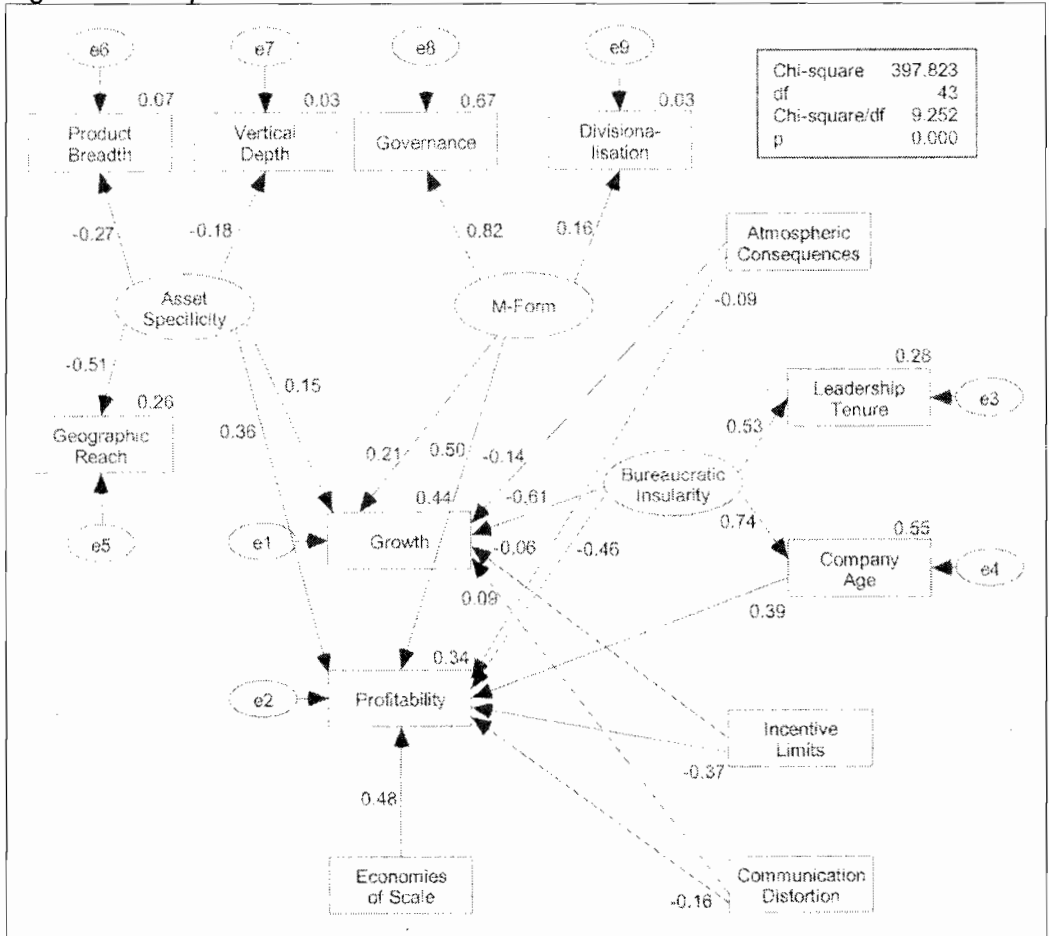 e6
e7
e8
e9
0.07
0.03
0.67
0.03
Product
Breadth
Vertical
Depth
Governance
Divisiona-
lisation
Chi-square 397.823
df 43
Chi-square/df 9.252
p 0.000
-0.27
-0.18
0.82
0.16
Atmospheric
Consequences
-0.09
Asset
Specificity
M-Form
-0.51
0.26
0.15
0.28
Geographic
Reach
0.36
Leadership
Tenure
e3
0.53
0.21
0.50
-0.14
Bureaucratic
Insularity
0.44
-0.61
0.74
0.55
e5
e1
Growth
-0.06
-0.46
Company
Age
e4
0.09
0.39
0.34
e2
Profitability
Incentive
Limits
-0.37
0.48
Economies
of Scale
Communication
Distortion
-0.16